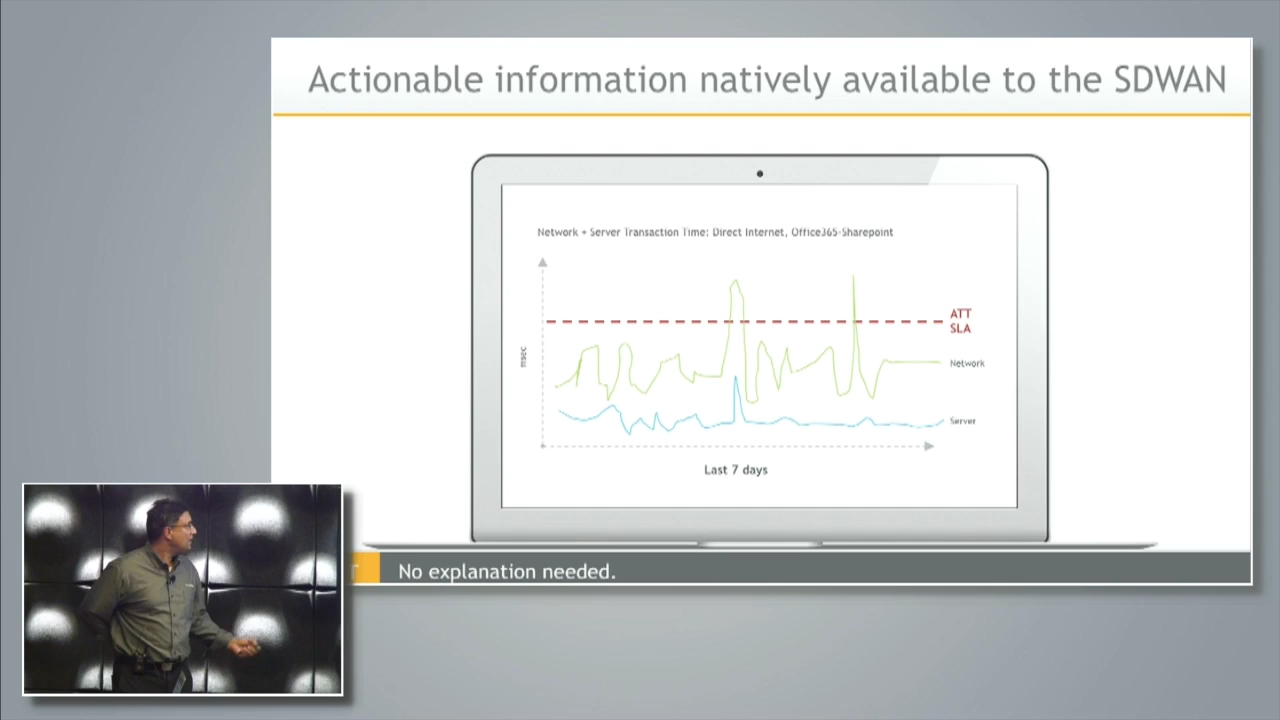 Actionable information natively available to the SDWAN
Network + Server Transaction Time: Direct Internet, Office365-Sharepoint
msec
ATT
SLA
Network
Server
Last 7 days
No explanation needed.